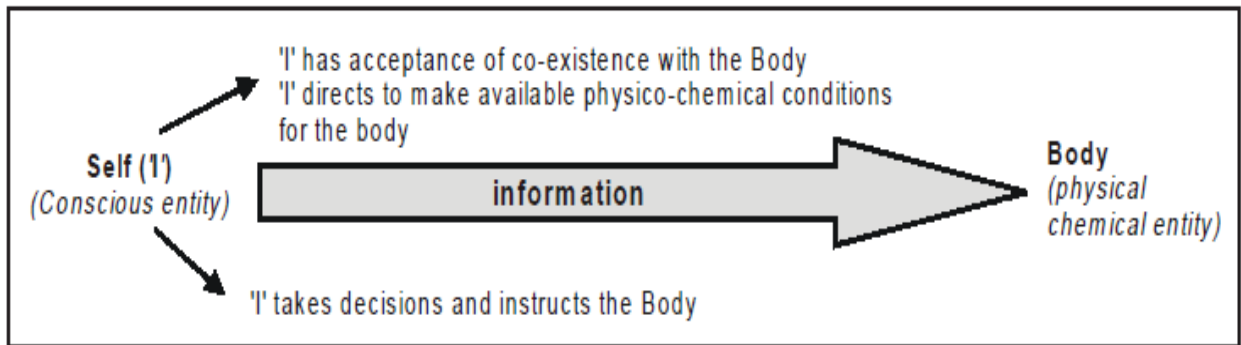 'I' has acceptance of co-existence with the Body
'I' directs to make available physico-chemical conditions
for the body
Self ('I')
(Conscious entity)
information
Body
(physical
chemical entity)
'I' takes decisions and instructs the Body